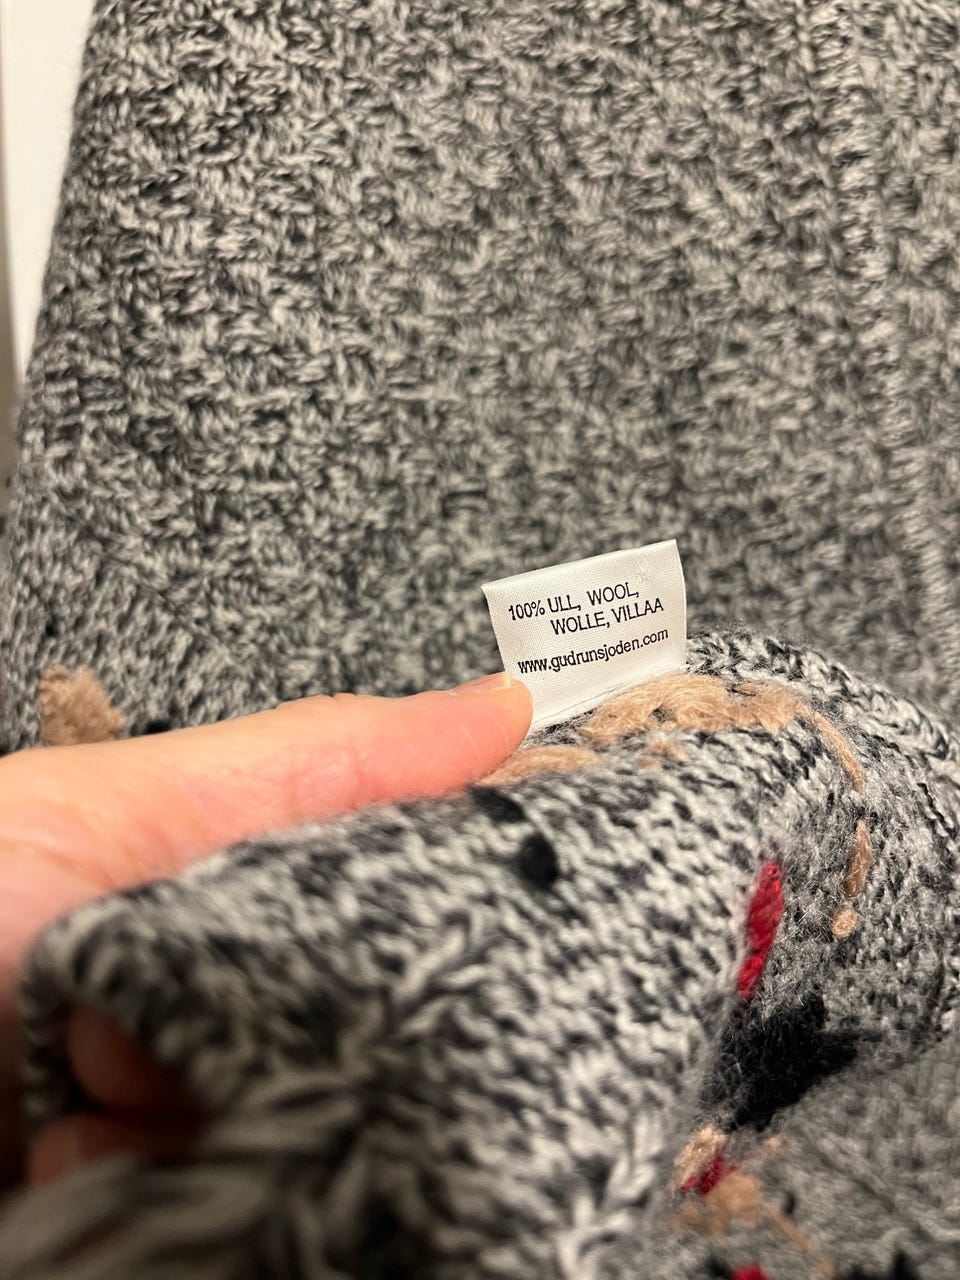 100% ULL, WOOL,
WOLLE, VILLAA
www.gudrunsjoden.com